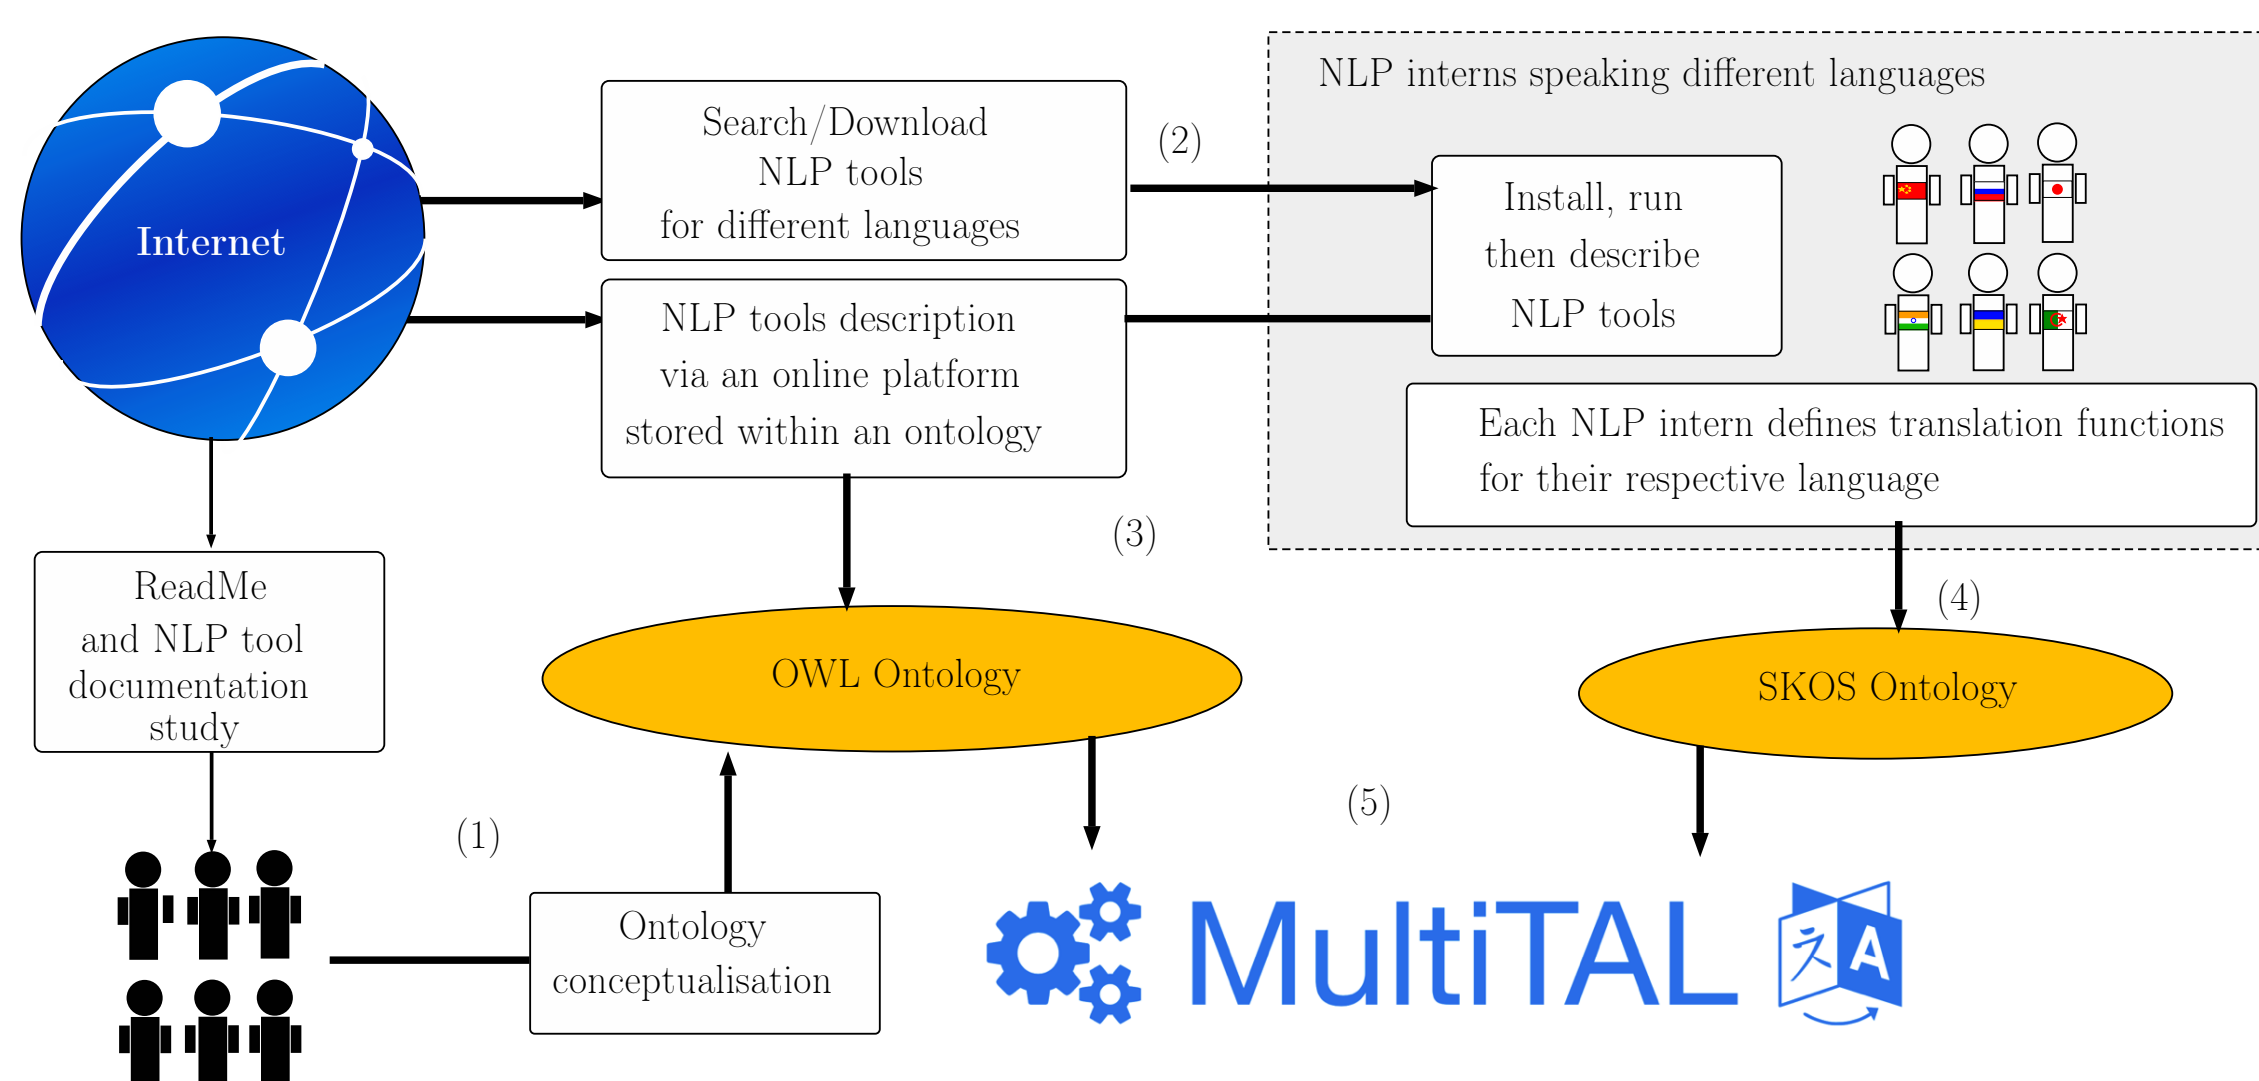 Internet
Search/Download
NLP tools
for different languages
(2)
NLP interns speaking different languages
Install, run
then describe
NLP tools
NLP tools description
via an online platform
stored within an ontology
Each NLP intern defines translation functions
for their respective language
(3)
(4)
ReadMe
and NLP tool
documentation
study
OWL Ontology
SKOS Ontology
(1)
(5)
Ontology
conceptualisation
MultiTAL
A